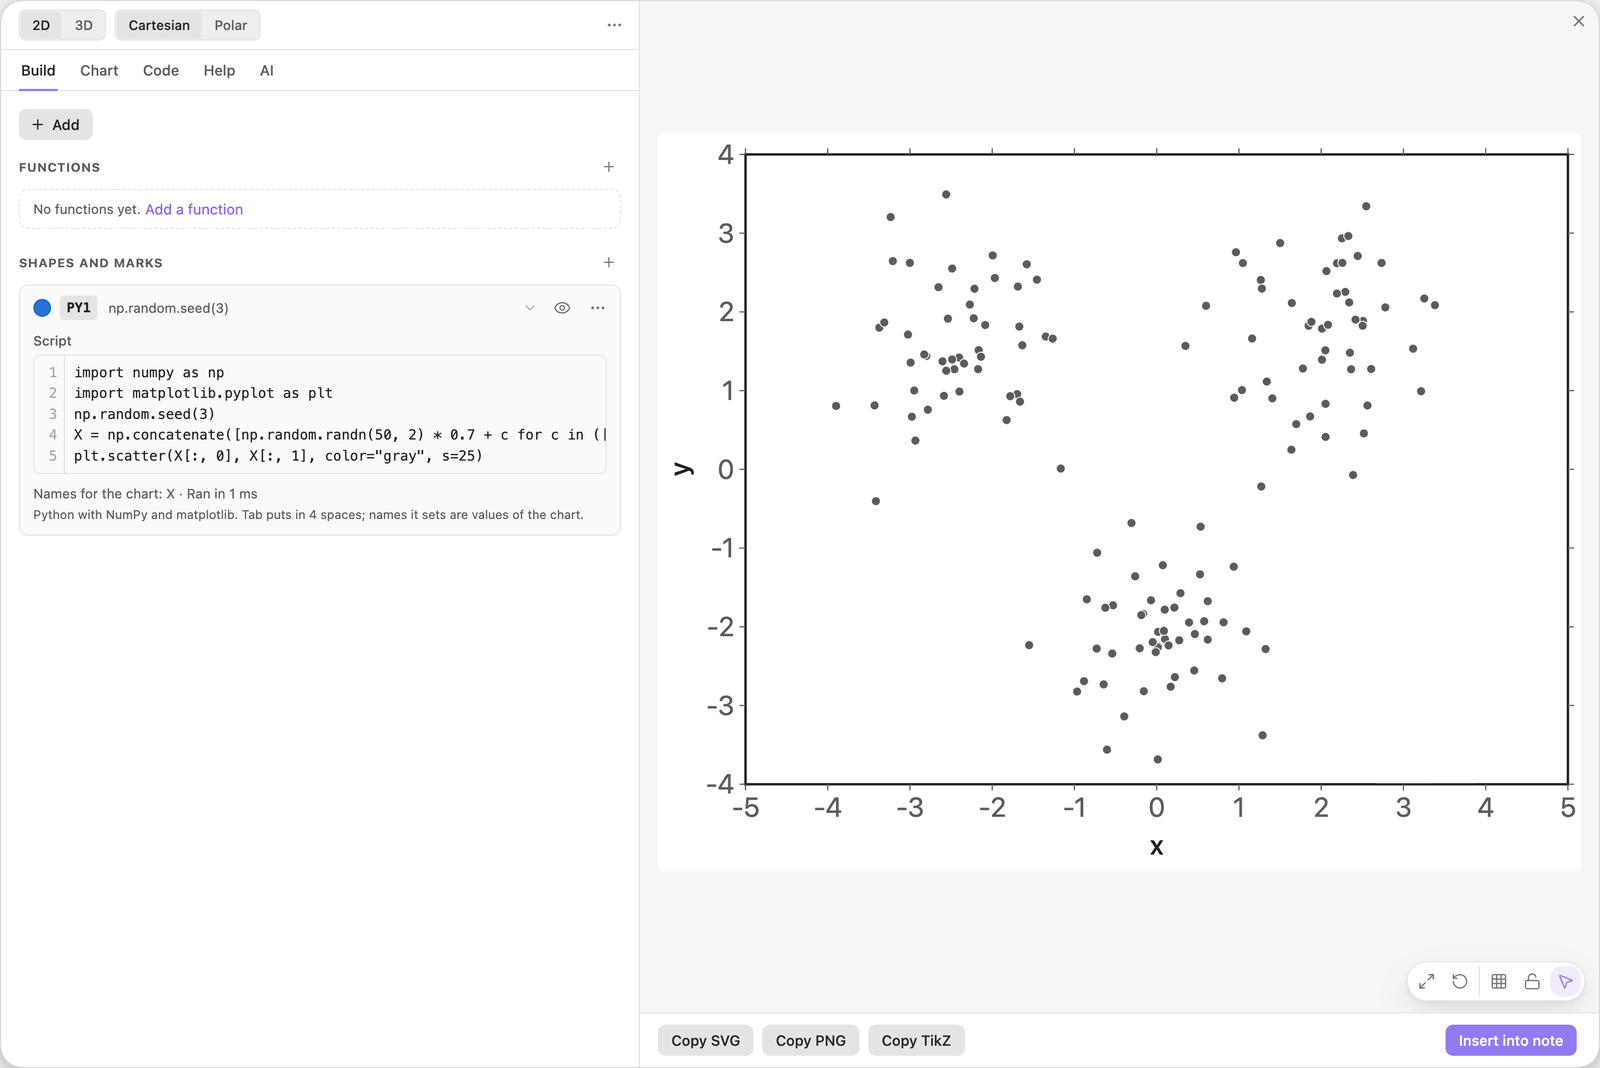 2D 3D Cartesian Polar
Build Chart Code Help AI
+ Add
FUNCTIONS
No functions yet. Add a function
SHAPES AND MARKS
PY1 np.random.seed(3)
Script
1 import numpy as np
2 import matplotlib.pyplot as plt
3 np.random.seed(3)
4 X = np.concatenate([np.random.randn(50, 2) * 0.7 + c for c in ([
5 plt.scatter(X[:, 0], X[:, 1], color="gray", s=25)
Names for the chart: X · Ran in 1 ms
Python with NumPy and matplotlib. Tab puts in 4 spaces; names it sets are values of the chart.
4
3
2
1
0
-1
-2
-3
-4
y
-5 -4 -3 -2 -1 0 1 2 3 4 5
x
Copy SVG Copy PNG Copy TikZ Insert into note